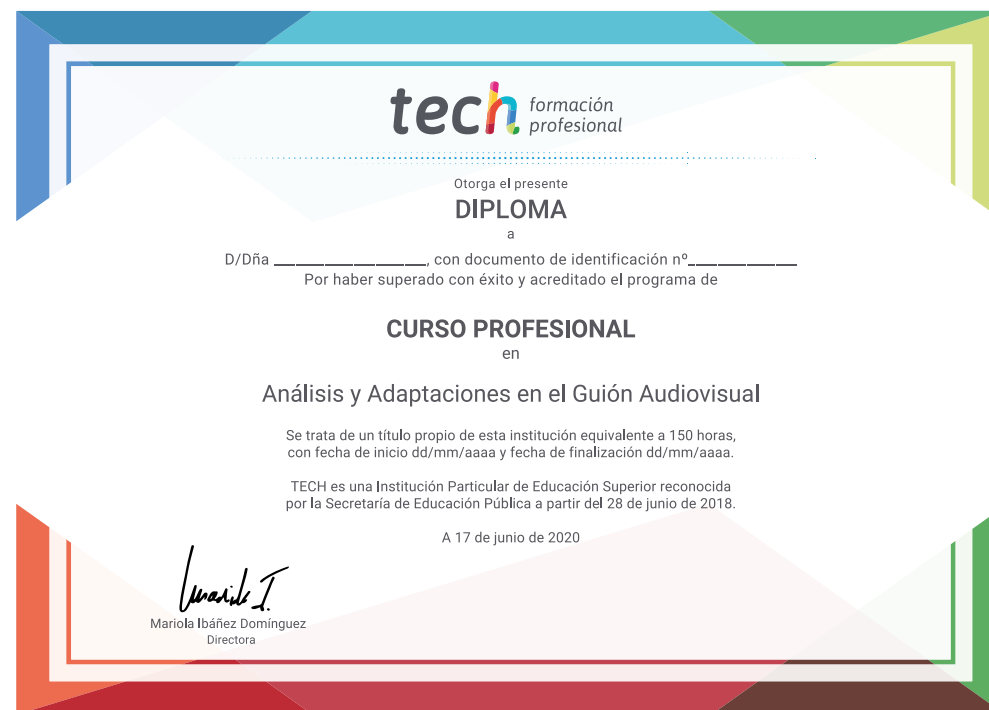 tech formación
profesional
Otorga el presente
DIPLOMA
a
D/Dña ______________, con documento de identificación nº__________
Por haber superado con éxito y acreditado el programa de
CURSO PROFESIONAL
en
Análisis y Adaptaciones en el Guión Audiovisual
Se trata de un título propio de esta institución equivalente a 150 horas,
con fecha de inicio dd/mm/aaaa y fecha de finalización dd/mm/aaaa.
TECH es una Institución Particular de Educación Superior reconocida
por la Secretaría de Educación Pública a partir del 28 de junio de 2018.
A 17 de junio de 2020
Mariola Ibáñez Domínguez
Directora